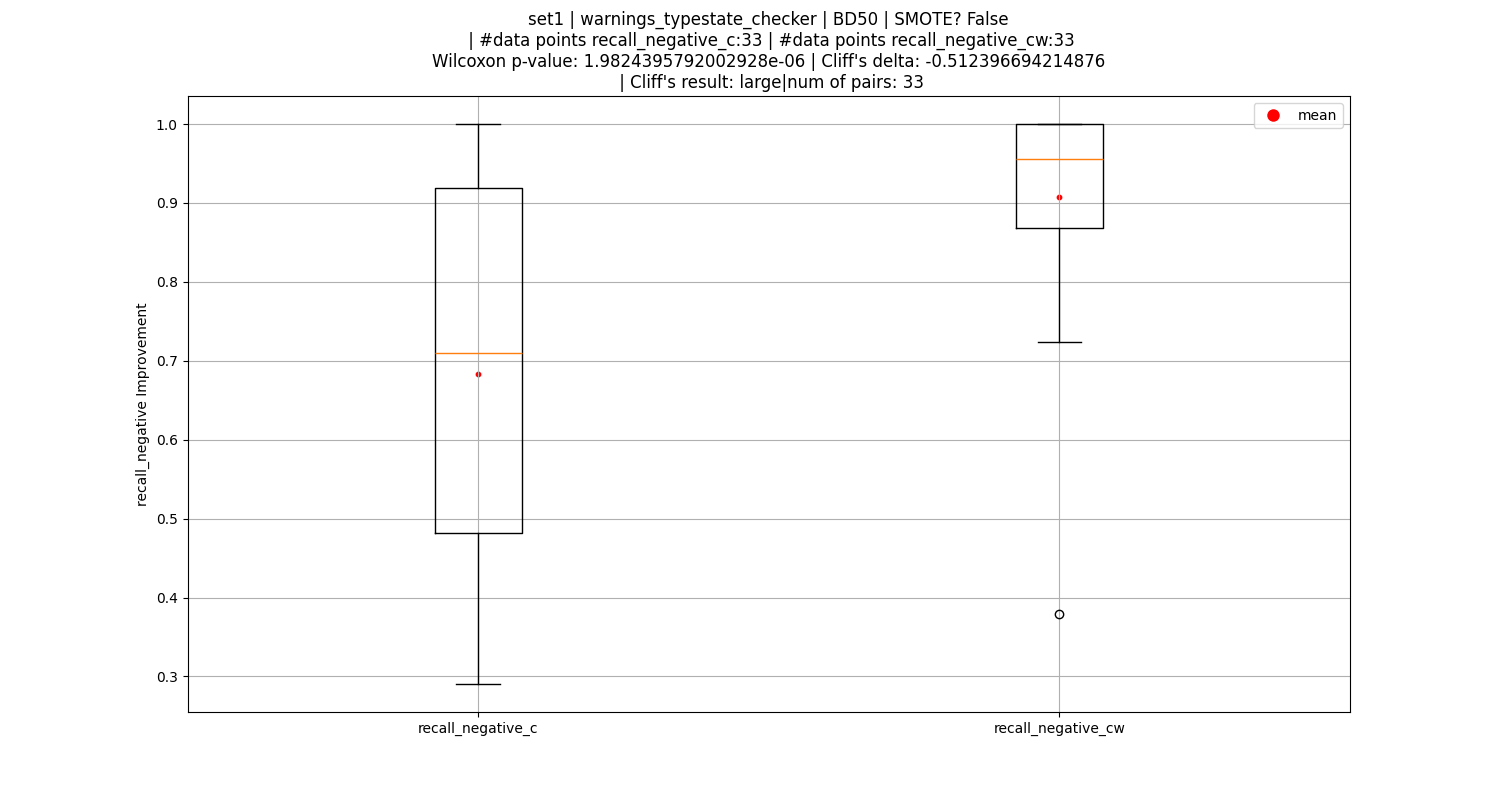 set1 | warnings_typestate_checker | BD50 | SMOTE? False
| #data points recall_negative_c:33 | #data points recall_negative_cw:33
Wilcoxon p-value: 1.9824395792002928e-06 | Cliff's delta: -0.512396694214876
| Cliff's result: large|num of pairs: 33
mean
1.0
0.9
0.8
0.7
0.6
0.5
0.4
0.3
recall_negative Improvement
recall_negative_c
recall_negative_cw